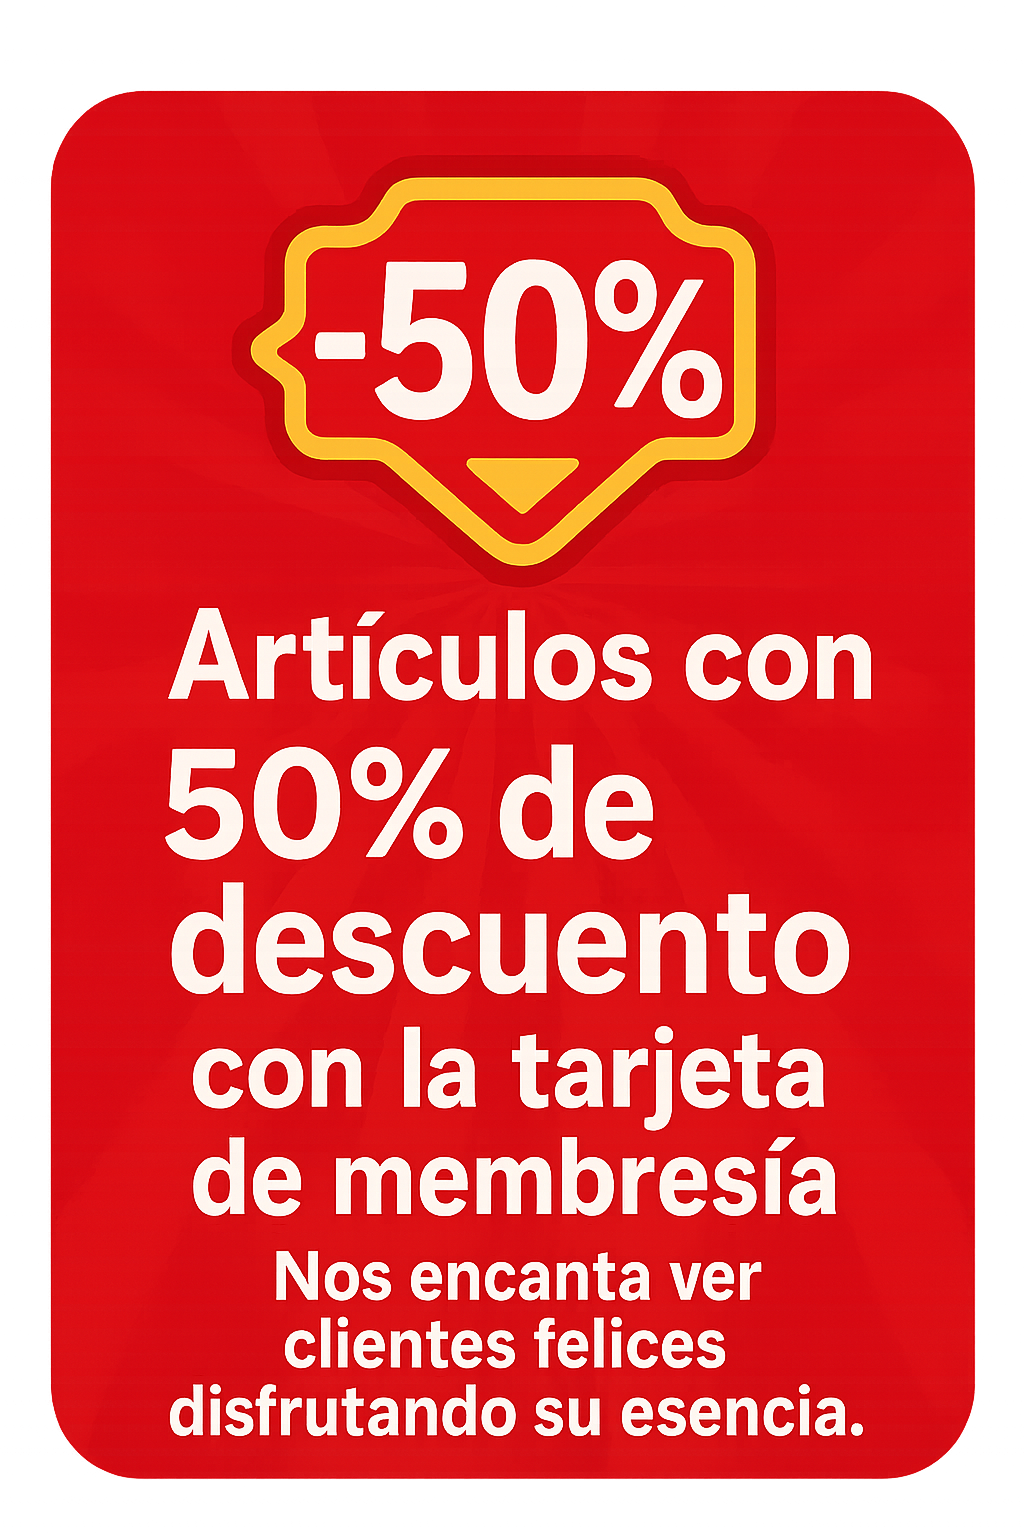 -50%
Artículos con
50% de
descuento
con la tarjeta
de membresía
Nos encanta ver
clientes felices
disfrutando su esencia.